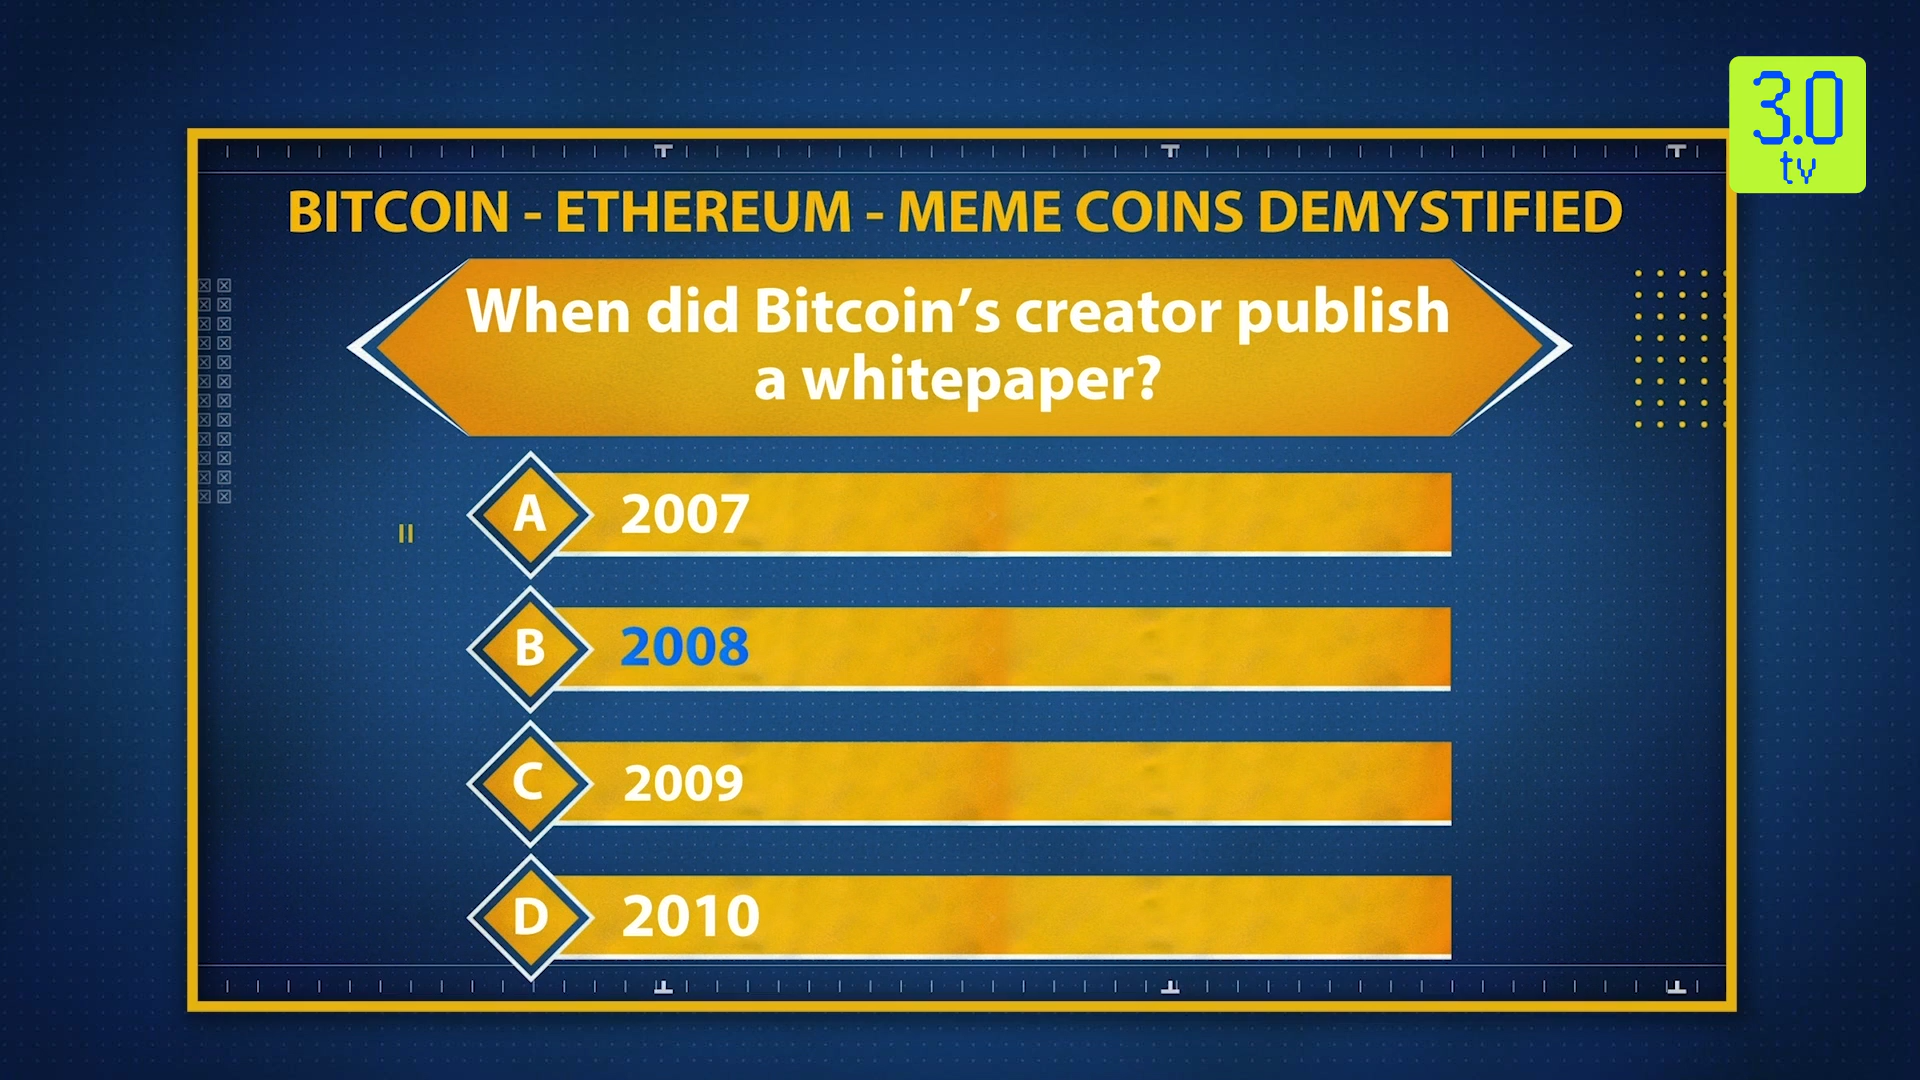 3.0
tv
BITCOIN - ETHEREUM - MEME COINS DEMYSTIFIED
When did Bitcoin’s creator publish
a whitepaper?
A 2007
B 2008
C 2009
D 2010